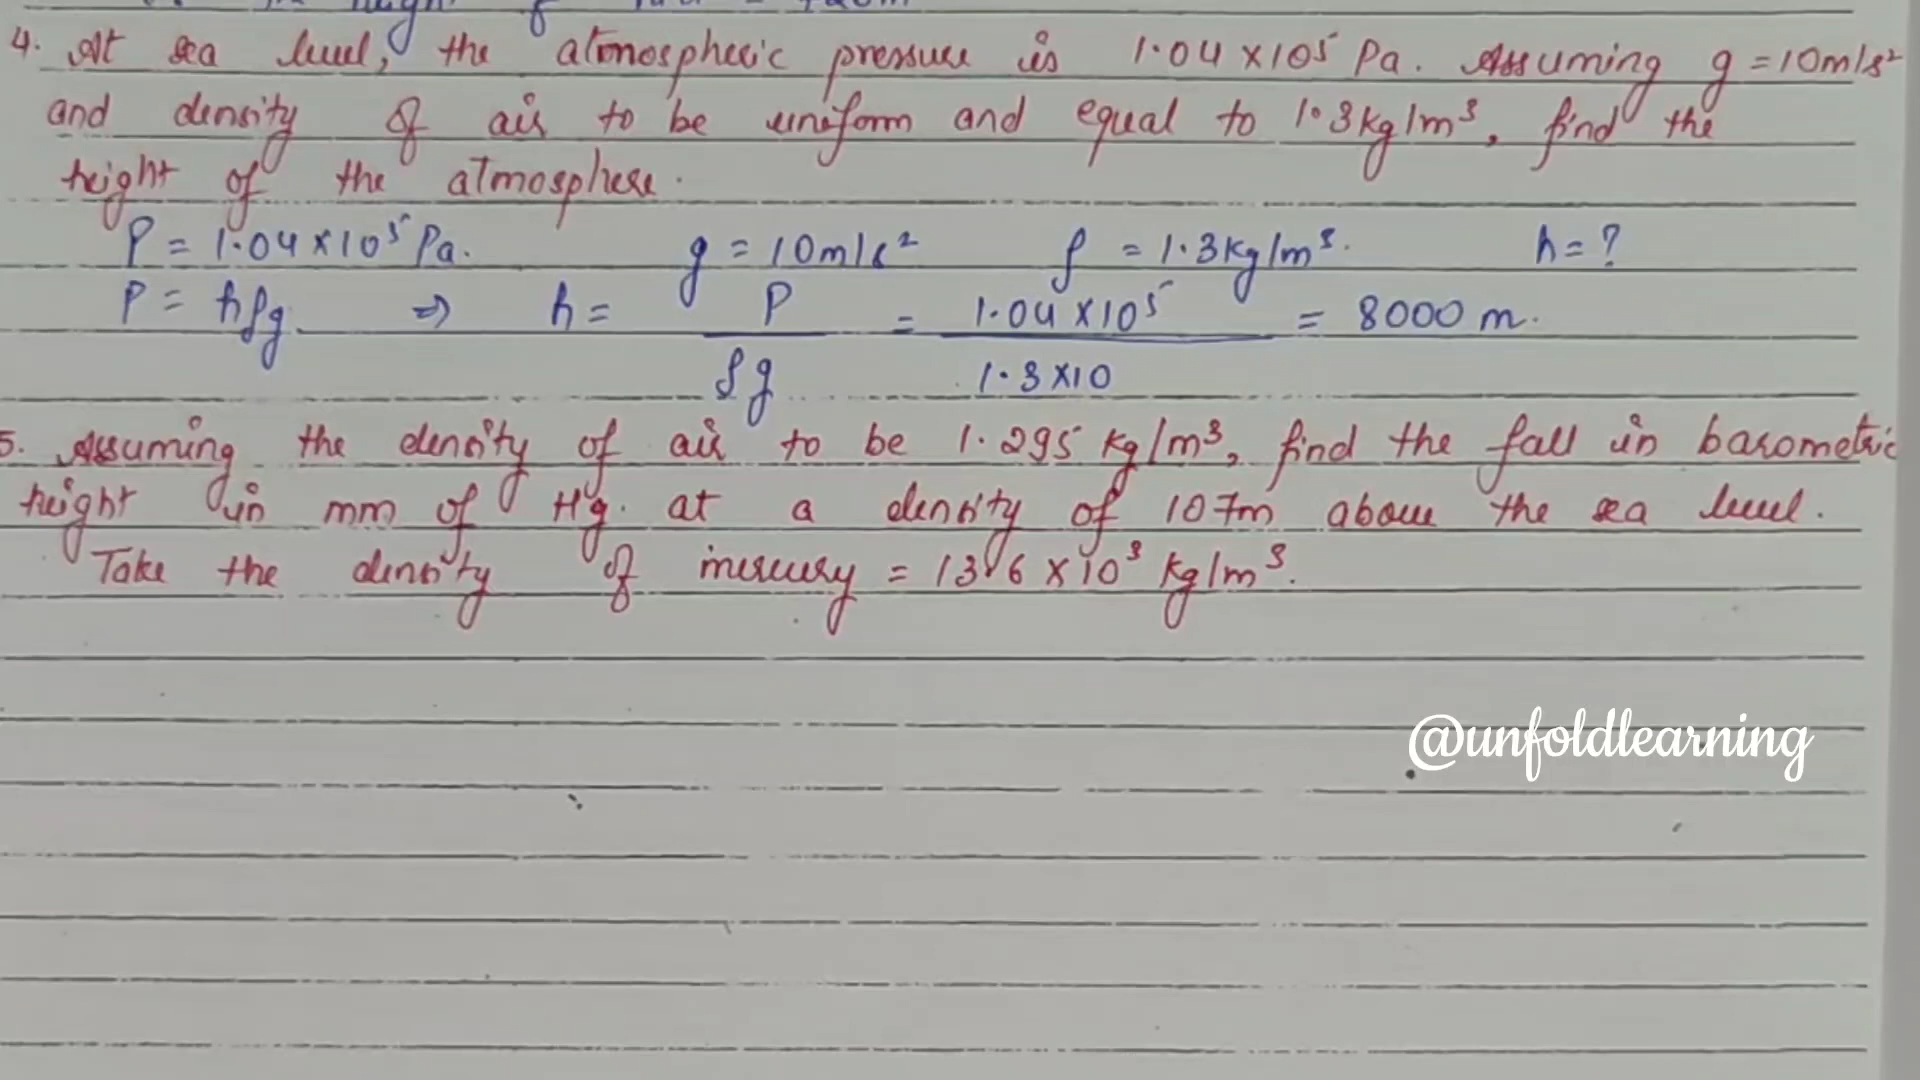 4. At sea level, the atmospheric pressure is 1.04 × 10⁵ Pa. Assuming g = 10m/s²
and density of air to be uniform and equal to 1.3kg/m³, find the
height of the atmosphere.
P = 1.04 × 10⁵ Pa. g = 10m/s² ρ = 1.3kg/m³. h = ?
P = hρg. ⇒ h = P = 1.04 × 10⁵ = 8000 m.
ρg 1.3 × 10
5. Assuming the density of air to be 1.295 kg/m³, find the fall in barometric
height in mm of Hg. at a density of 107m above the sea level.
Take the density of mercury = 13.6 × 10³ kg/m³.
@unfoldlearning